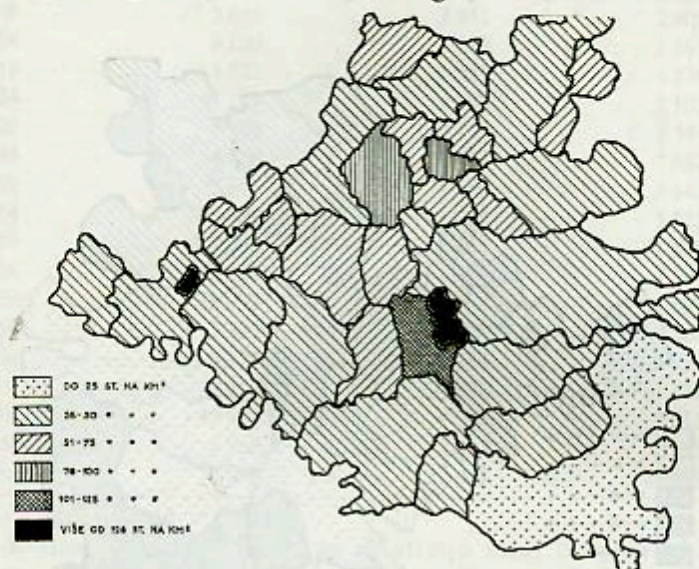 DO 25 ST. NA KM²
26-50 " " "
51-75 " " "
76-100 " " "
101-125 " " "
VIŠE OD 126 ST. NA KM²